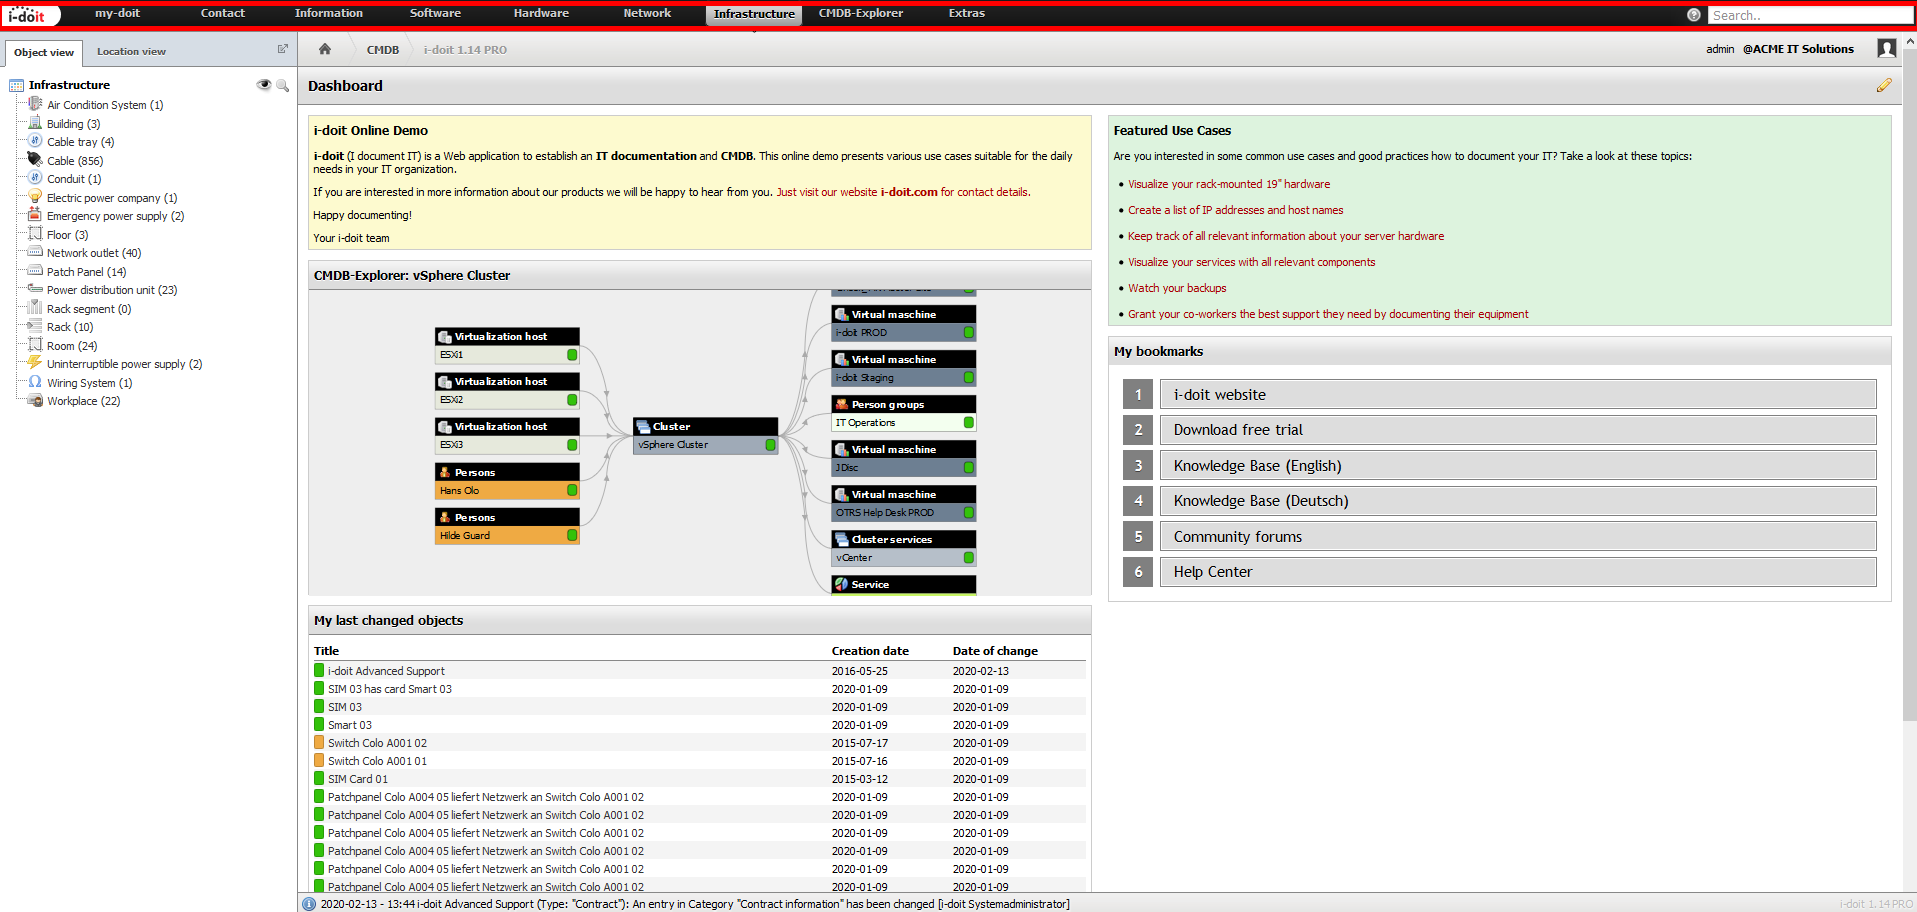 i-doit my-doit Contact Information Software Hardware Network Infrastructure CMDB-Explorer Extras Search..
Object view Location view
CMDB i-doit 1.14 PRO admin @ACME IT Solutions
Infrastructure
Air Condition System (1)
Building (3)
Cable tray (4)
Cable (856)
Conduit (1)
Electric power company (1)
Emergency power supply (2)
Floor (3)
Network outlet (40)
Patch Panel (14)
Power distribution unit (23)
Rack segment (0)
Rack (10)
Room (24)
Uninterruptible power supply (2)
Wiring System (1)
Workplace (22)
Dashboard
i-doit Online Demo
i-doit (I document IT) is a Web application to establish an IT documentation and CMDB. This online demo presents various use cases suitable for the daily
needs in your IT organization.
If you are interested in more information about our products we will be happy to hear from you. Just visit our website i-doit.com for contact details.
Happy documenting!
Your i-doit team
CMDB-Explorer: vSphere Cluster
Virtualization host
ESXi1
Virtualization host
ESXi2
Virtualization host
ESXi3
Persons
Hans Olo
Persons
Hilde Guard
Cluster
vSphere Cluster
Virtual maschine
i-doit PROD
Virtual maschine
i-doit Staging
Person groups
IT Operations
Virtual maschine
JDisc
Virtual maschine
OTRS Help Desk PROD
Cluster services
vCenter
Service
My last changed objects
Title Creation date Date of change
i-doit Advanced Support 2016-05-25 2020-02-13
SIM 03 has card Smart 03 2020-01-09 2020-01-09
SIM 03 2020-01-09 2020-01-09
Smart 03 2020-01-09 2020-01-09
Switch Colo A001 02 2015-07-17 2020-01-09
Switch Colo A001 01 2015-07-16 2020-01-09
SIM Card 01 2015-03-12 2020-01-09
Patchpanel Colo A004 05 liefert Netzwerk an Switch Colo A001 02 2020-01-09 2020-01-09
Patchpanel Colo A004 05 liefert Netzwerk an Switch Colo A001 02 2020-01-09 2020-01-09
Patchpanel Colo A004 05 liefert Netzwerk an Switch Colo A001 02 2020-01-09 2020-01-09
Patchpanel Colo A004 05 liefert Netzwerk an Switch Colo A001 02 2020-01-09 2020-01-09
Patchpanel Colo A004 05 liefert Netzwerk an Switch Colo A001 02 2020-01-09 2020-01-09
Patchpanel Colo A004 05 liefert Netzwerk an Switch Colo A001 02 2020-01-09 2020-01-09
Featured Use Cases
Are you interested in some common use cases and good practices how to document your IT? Take a look at these topics:
• Visualize your rack-mounted 19" hardware
• Create a list of IP addresses and host names
• Keep track of all relevant information about your server hardware
• Visualize your services with all relevant components
• Watch your backups
• Grant your co-workers the best support they need by documenting their equipment
My bookmarks
1 i-doit website
2 Download free trial
3 Knowledge Base (English)
4 Knowledge Base (Deutsch)
5 Community forums
6 Help Center
2020-02-13 - 13:44 i-doit Advanced Support (Type: "Contract"): An entry in Category "Contract information" has been changed [i-doit Systemadministrator] i-doit 1.14 PRO